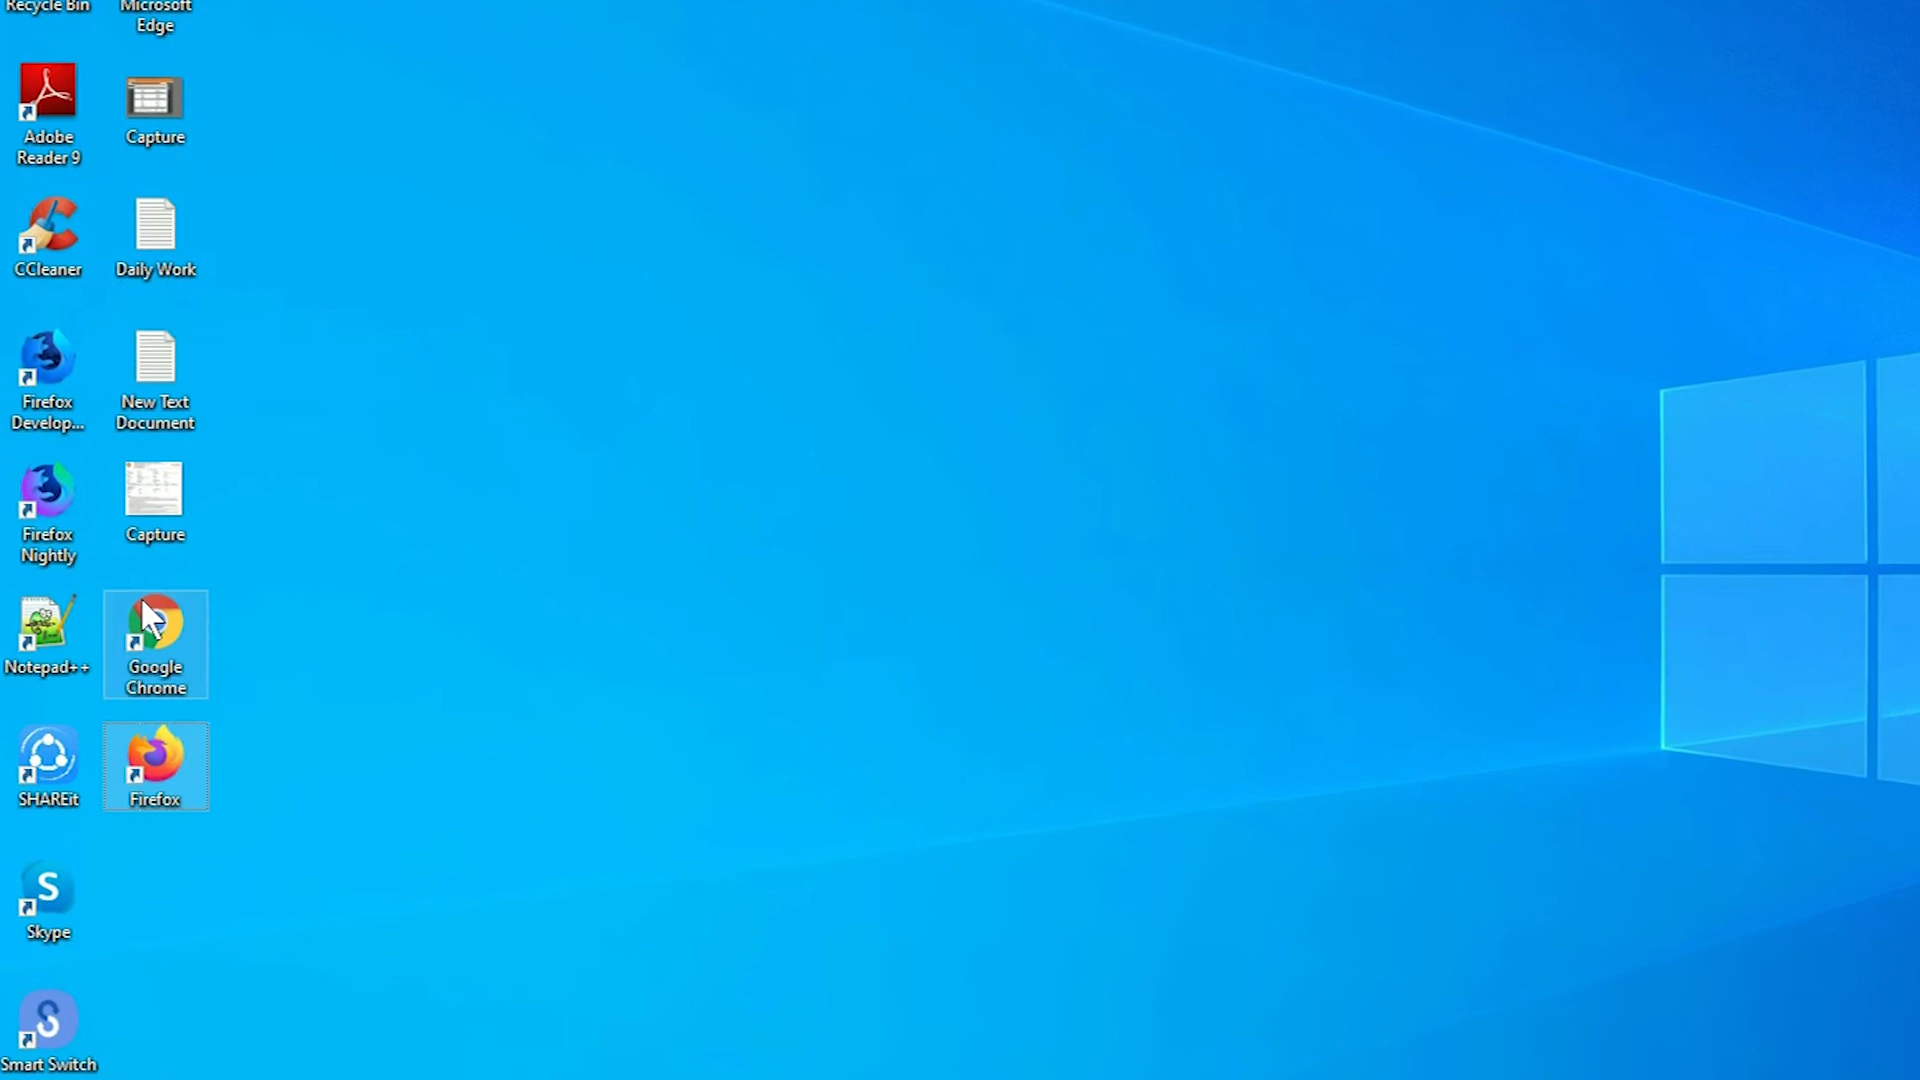 Recycle Bin
Microsoft
Edge
Adobe
Reader 9
Capture
CCleaner
Daily Work
Firefox
Develop...
New Text
Document
Firefox
Nightly
Capture
Notepad++
Google
Chrome
SHAREit
Firefox
Skype
Smart Switch